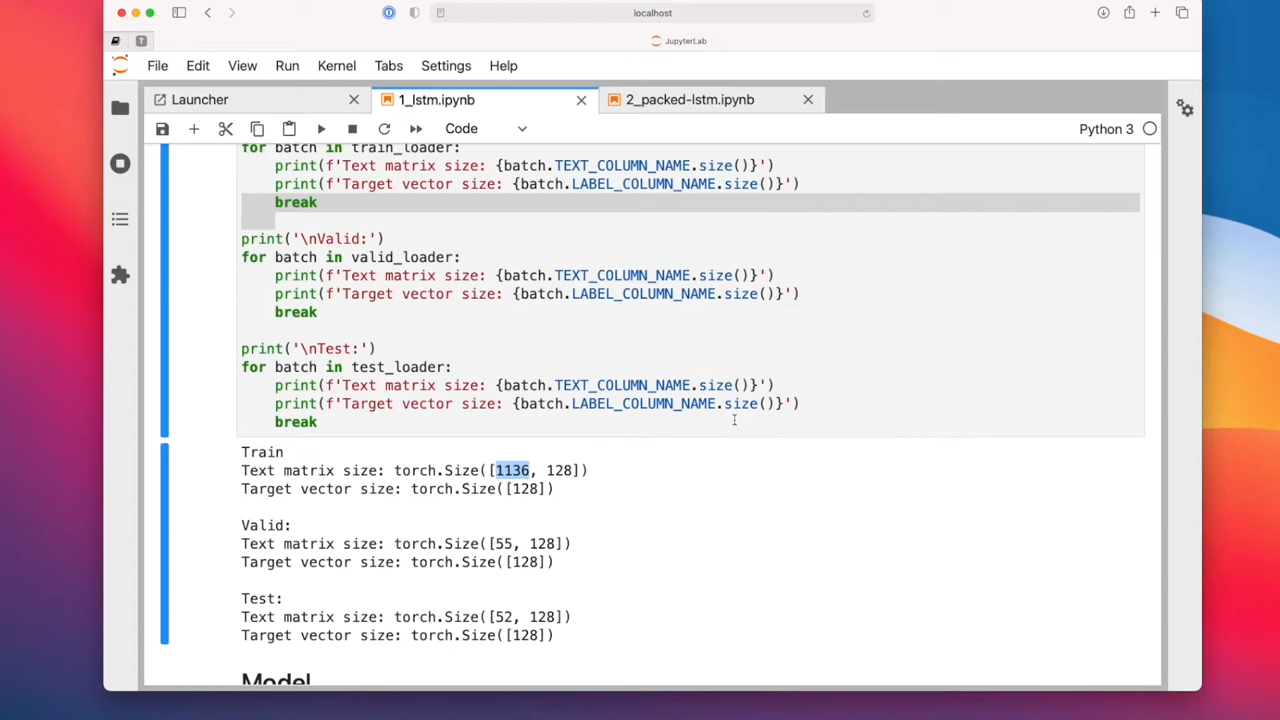 localhost
T
JupyterLab
File Edit View Run Kernel Tabs Settings Help
Launcher 1_lstm.ipynb 2_packed-lstm.ipynb
Code Python 3
for batch in train_loader:
    print(f'Text matrix size: {batch.TEXT_COLUMN_NAME.size()}')
    print(f'Target vector size: {batch.LABEL_COLUMN_NAME.size()}')
    break
print('\nValid:')
for batch in valid_loader:
    print(f'Text matrix size: {batch.TEXT_COLUMN_NAME.size()}')
    print(f'Target vector size: {batch.LABEL_COLUMN_NAME.size()}')
    break
print('\nTest:')
for batch in test_loader:
    print(f'Text matrix size: {batch.TEXT_COLUMN_NAME.size()}')
    print(f'Target vector size: {batch.LABEL_COLUMN_NAME.size()}')
    break
Train
Text matrix size: torch.Size([1136, 128])
Target vector size: torch.Size([128])
Valid:
Text matrix size: torch.Size([55, 128])
Target vector size: torch.Size([128])
Test:
Text matrix size: torch.Size([52, 128])
Target vector size: torch.Size([128])
Model